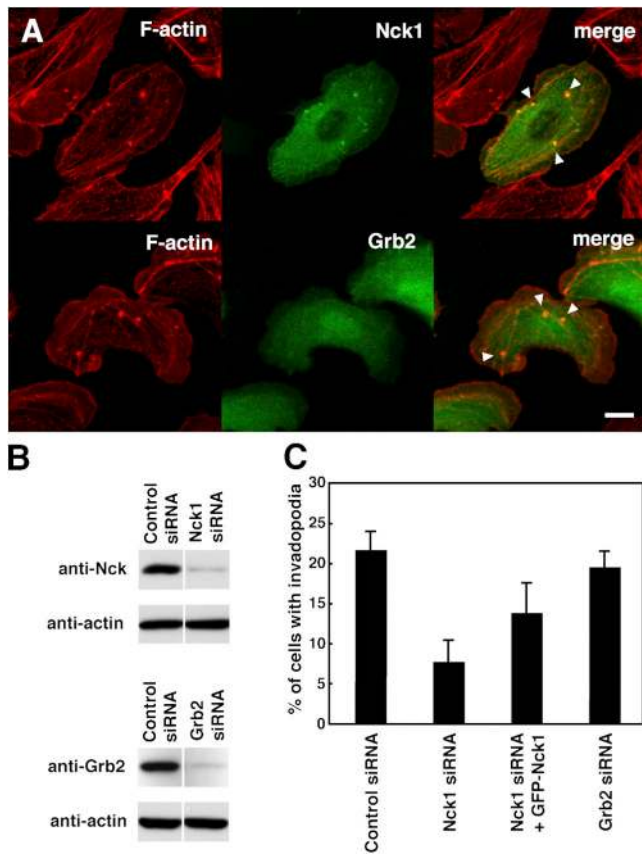 A
F-actin
Nck1
merge
F-actin
Grb2
merge
B
Control
siRNA
Nck1
siRNA
anti-Nck
anti-actin
Control
siRNA
Grb2
siRNA
anti-Grb2
anti-actin
C
% of cells with invadopodia
30
25
20
15
10
5
0
Control siRNA
Nck1 siRNA
Nck1 siRNA
+ GFP-Nck1
Grb2 siRNA